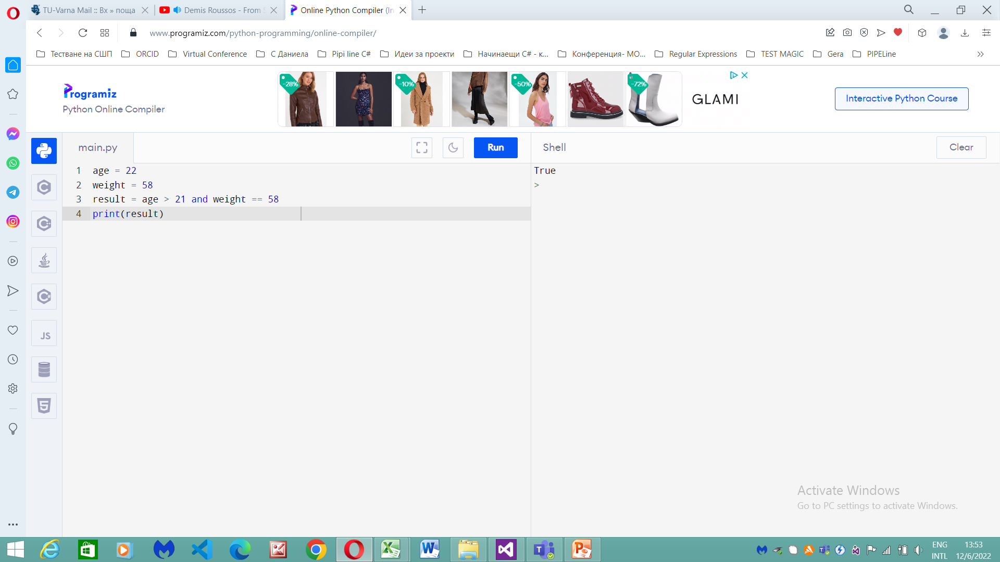 TU-Varna Mail :: Вх » поща
Demis Roussos - From
Online Python Compiler (In
www.programiz.com/python-programming/online-compiler/
Тестване на СШП
ORCID
Virtual Conference
С Даниела
Pipi line C#
Идеи за проекти
Начинаещи C# - к...
Конференция- МО...
Regular Expressions
TEST MAGIC
Gera
PIPELine
Programiz
Python Online Compiler
-28%
-10%
-50%
-72%
GLAMI
Interactive Python Course
main.py
Run
Shell
Clear
1 age = 22
2 weight = 58
3 result = age > 21 and weight == 58
4 print(result)
True
>
JS
Activate Windows
Go to PC settings to activate Windows.
ENG
INTL
13:53
12/6/2022